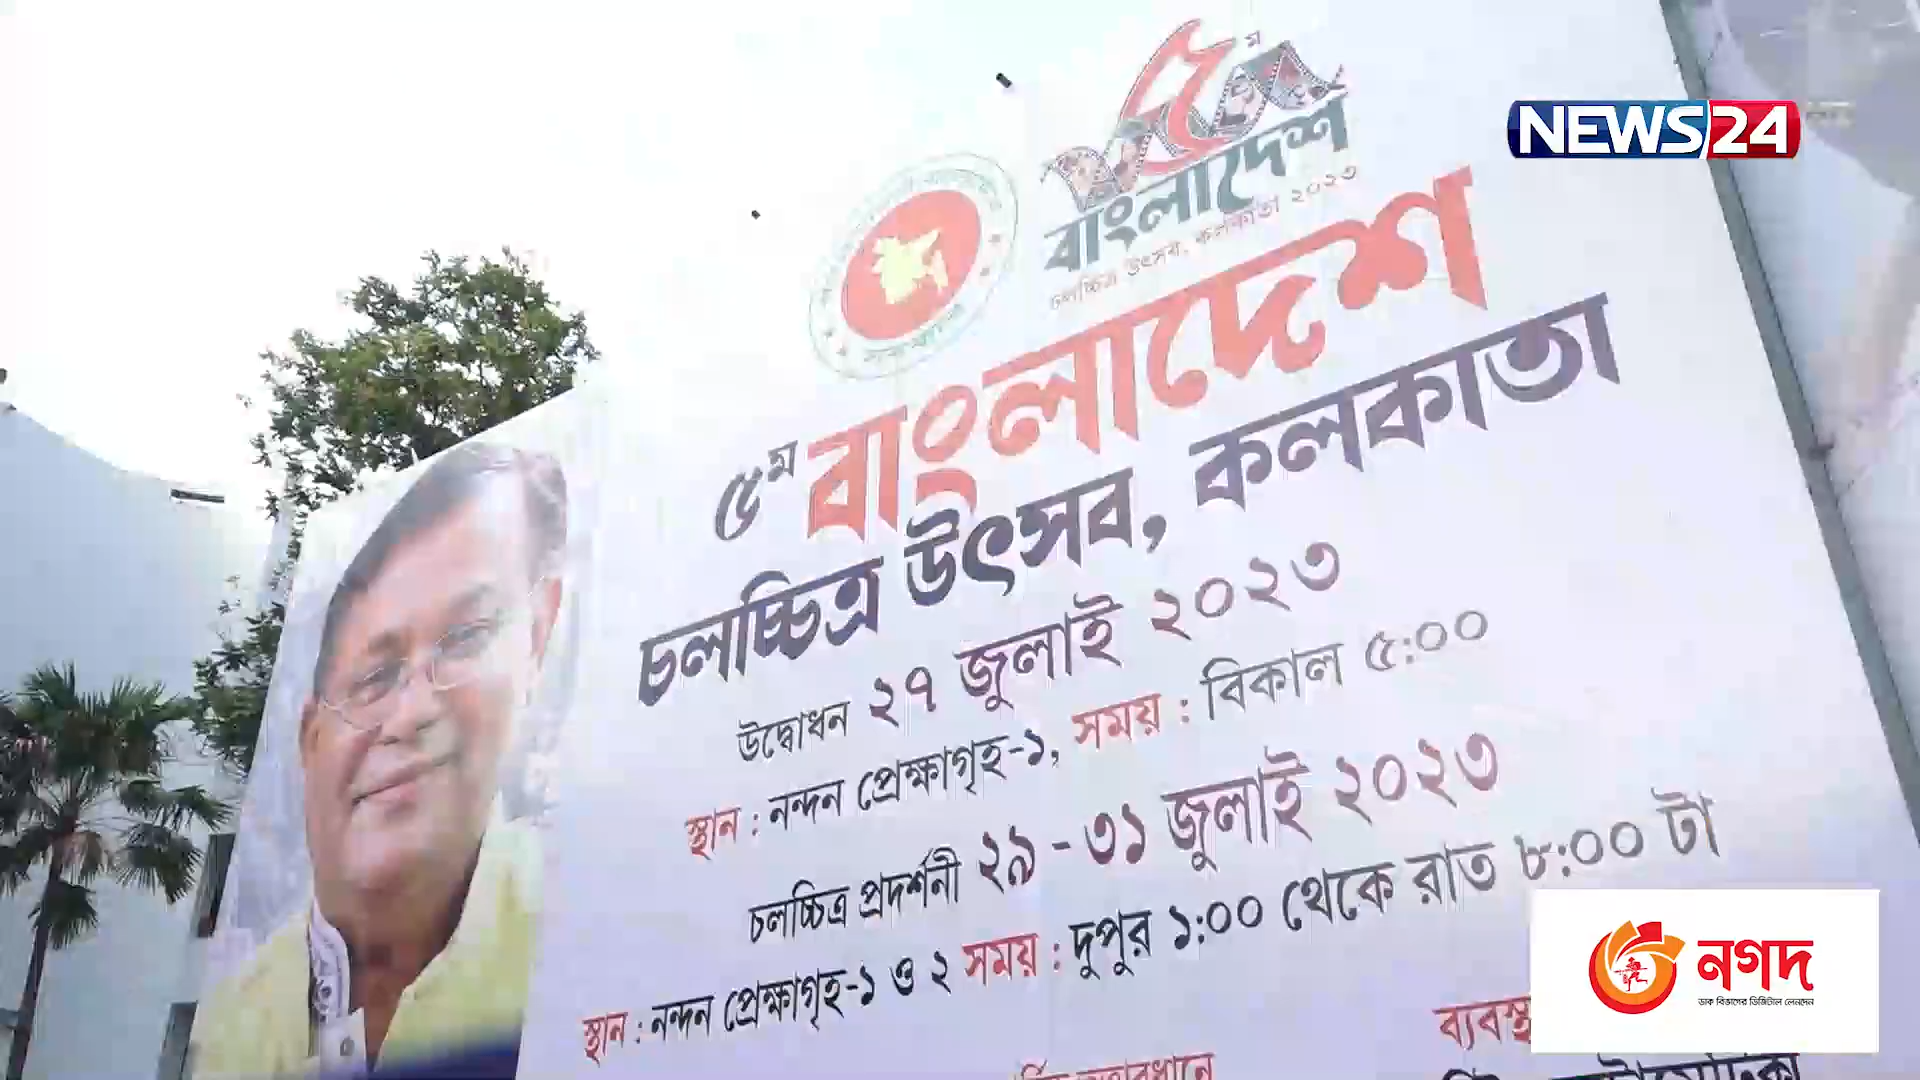 NEWS24
৫ম
বাংলাদেশ
চলচ্চিত্র উৎসব, কলকাতা ২০২৩
৫ম বাংলাদেশ
চলচ্চিত্র উৎসব, কলকাতা
উদ্বোধন ২৭ জুলাই ২০২৩
স্থান : নন্দন প্রেক্ষাগৃহ-১, সময় : বিকাল ৫:০০
চলচ্চিত্র প্রদর্শনী ২৯ - ৩১ জুলাই ২০২৩
স্থান : নন্দন প্রেক্ষাগৃহ-১ ও ২ সময় : দুপুর ১:০০ থেকে রাত ৮:০০ টা
নগদ
ডাক বিভাগের ডিজিটাল লেনদেন